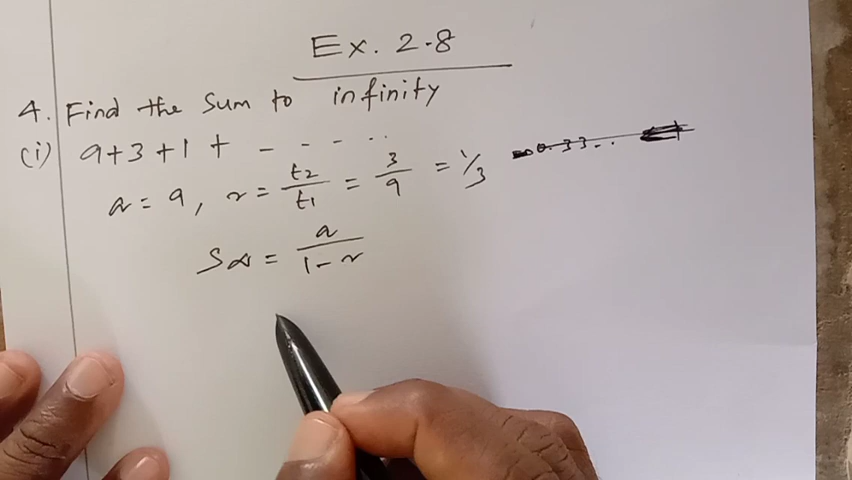 Ex. 2.8
4. Find the Sum to infinity
(i) 9+3+1+ - - - - ..
a = 9, r = t2/t1 = 3/9 = 1/3
S∞ = a/1-r